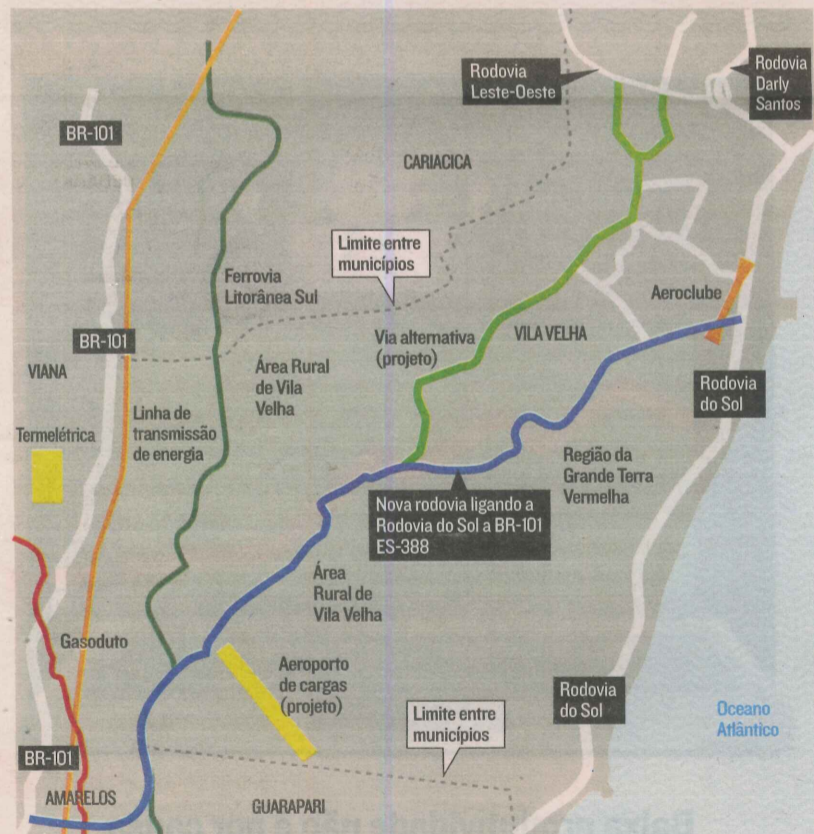 Rodovia
Leste-Oeste
Rodovia
Darly
Santos
BR-101
CARIACICA
Limite entre
municípios
Ferrovia
Litorânea Sul
Aeroclube
BR-101
Via alternativa
(projeto)
VILA VELHA
VIANA
Área Rural
de Vila
Velha
Rodovia
do Sol
Linha de
transmissão
de energia
Termelétrica
Região da
Grande Terra
Vermelha
Nova rodovia ligando a
Rodovia do Sol a BR-101
ES-388
Área
Rural de
Vila Velha
Gasoduto
Aeroporto
de cargas
(projeto)
Rodovia
do Sol
Limite entre
municípios
Oceano
Atlântico
BR-101
AMARELOS
GUARAPARI